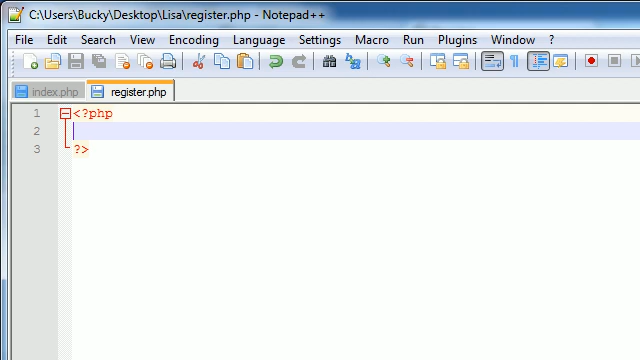 C:\Users\Bucky\Desktop\Lisa\register.php - Notepad++
File Edit Search View Encoding Language Settings Macro Run Plugins Window ?
index.php register.php
1 <?php
2
3 ?>